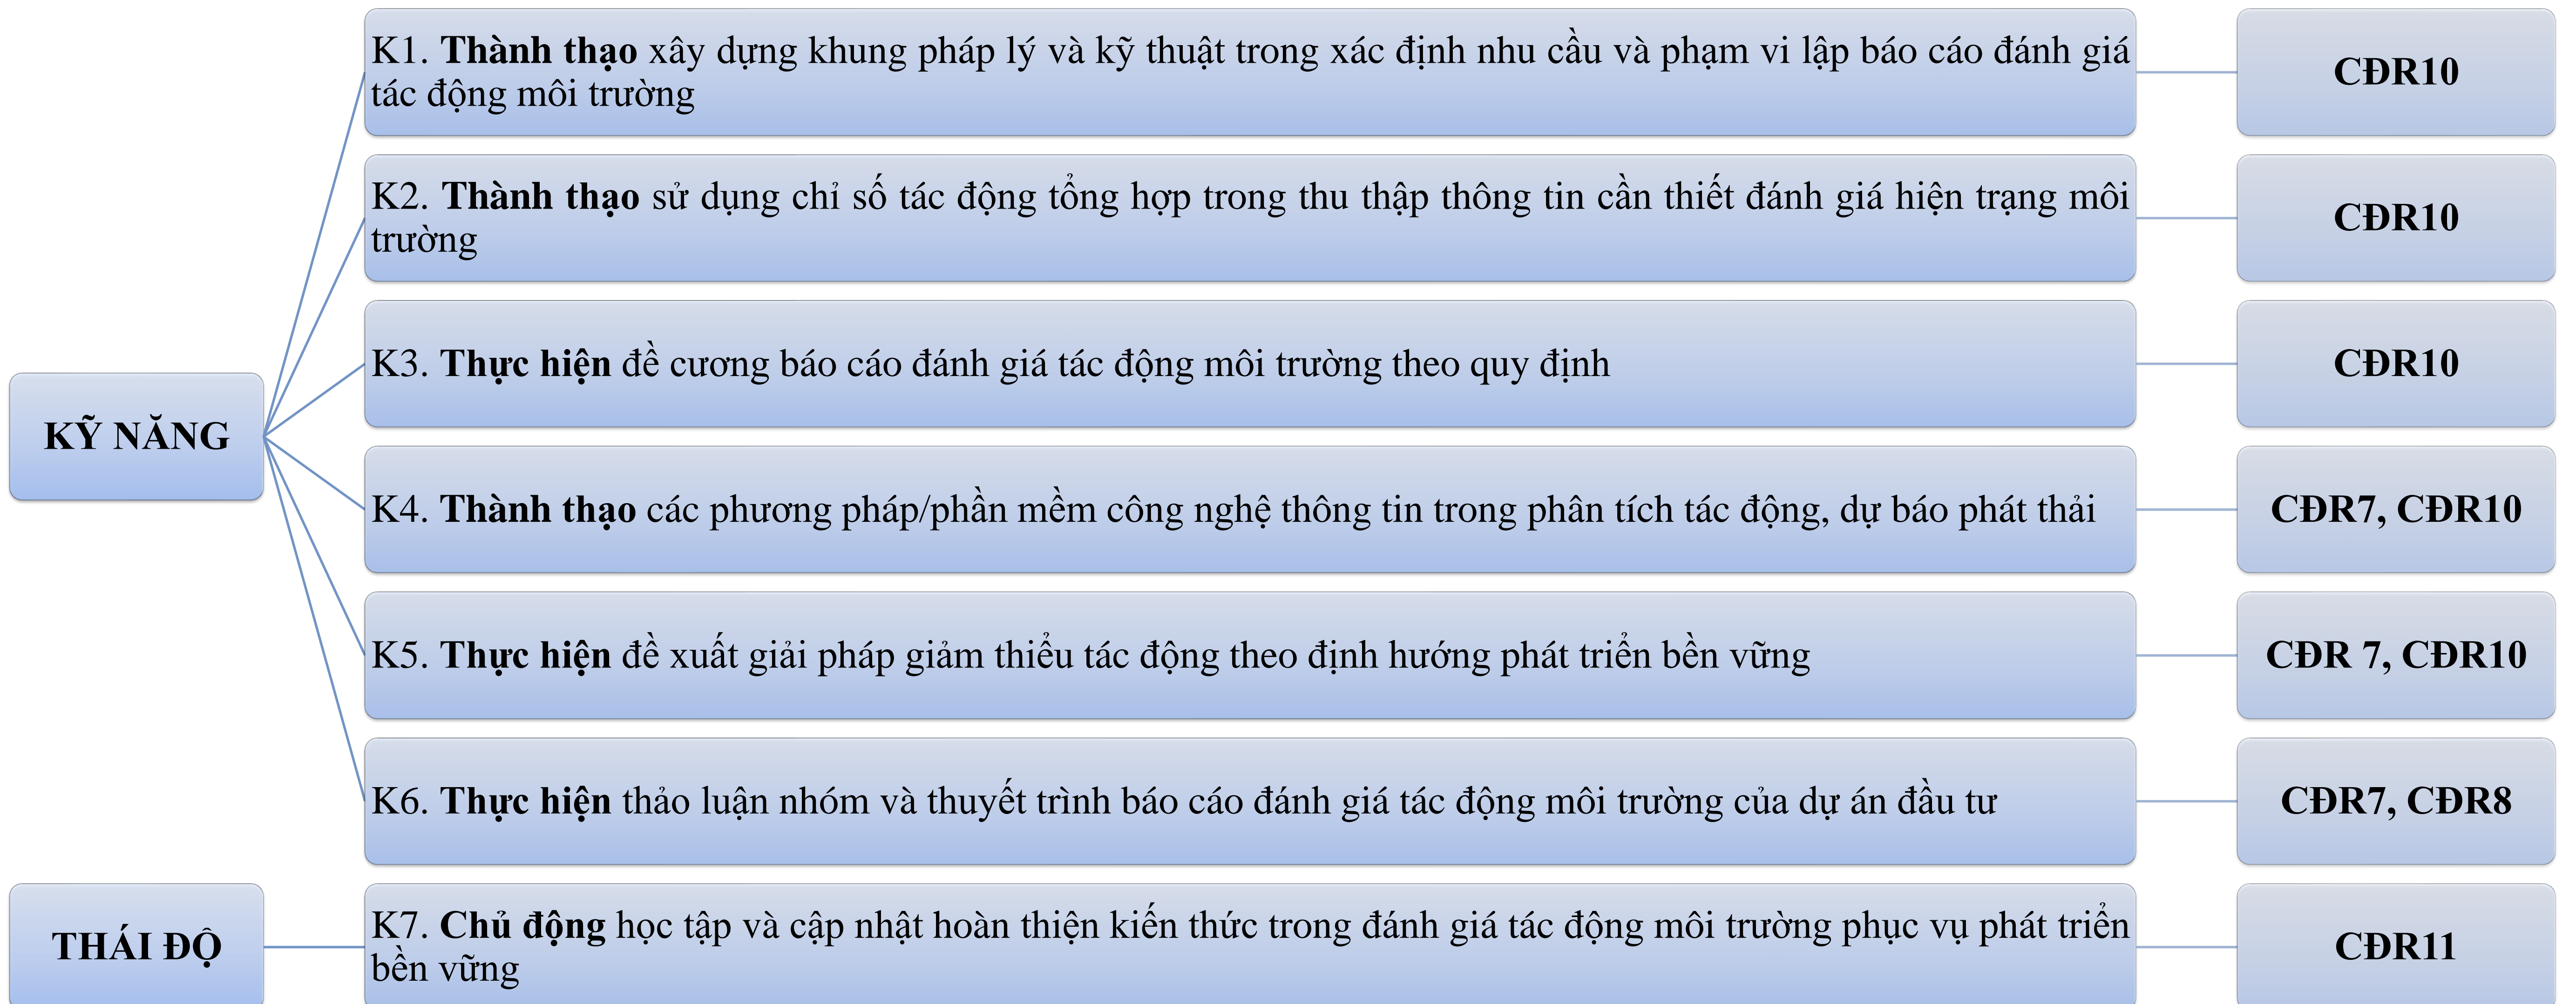 K1. Thành thạo xây dựng khung pháp lý và kỹ thuật trong xác định nhu cầu và phạm vi lập báo cáo đánh giá
tác động môi trường
CĐR10
K2. Thành thạo sử dụng chỉ số tác động tổng hợp trong thu thập thông tin cần thiết đánh giá hiện trạng môi
trường
CĐR10
K3. Thực hiện đề cương báo cáo đánh giá tác động môi trường theo quy định
CĐR10
KỸ NĂNG
K4. Thành thạo các phương pháp/phần mềm công nghệ thông tin trong phân tích tác động, dự báo phát thải
CĐR7, CĐR10
K5. Thực hiện đề xuất giải pháp giảm thiểu tác động theo định hướng phát triển bền vững
CĐR 7, CĐR10
K6. Thực hiện thảo luận nhóm và thuyết trình báo cáo đánh giá tác động môi trường của dự án đầu tư
CĐR7, CĐR8
THÁI ĐỘ
K7. Chủ động học tập và cập nhật hoàn thiện kiến thức trong đánh giá tác động môi trường phục vụ phát triển
bền vững
CĐR11